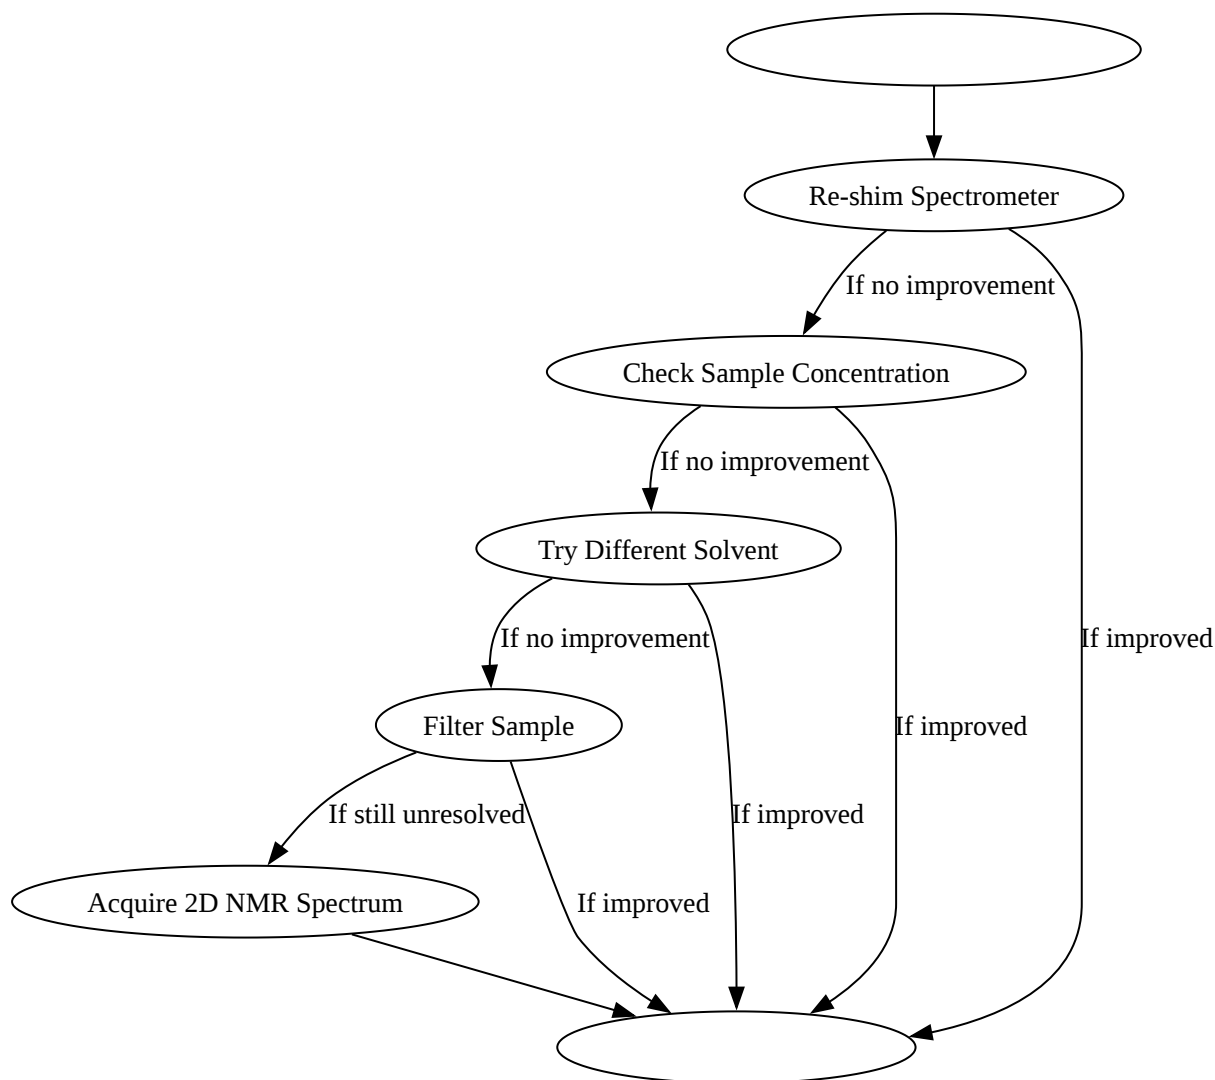 Re-shim Spectrometer
If no improvement
Check Sample Concentration
If no improvement
Try Different Solvent
If no improvement
If improved
Filter Sample
If improved
If still unresolved
If improved
Acquire 2D NMR Spectrum
If improved